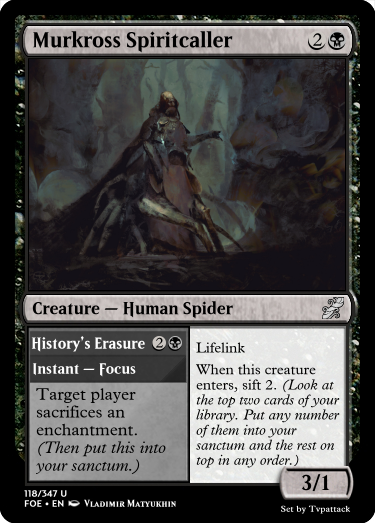 Murkross Spiritcaller 2
Creature — Human Spider
History's Erasure 2
Instant — Focus
Target player
sacrifices an
enchantment.
(Then put this into
your sanctum.)
Lifelink
When this creature
enters, sift 2. (Look at
the top two cards of your
library. Put any number
of them into your
sanctum and the rest on
top in any order.)
3/1
118/347 U
FOE • EN Vladimir Matyukhin
Set by Tvpattack